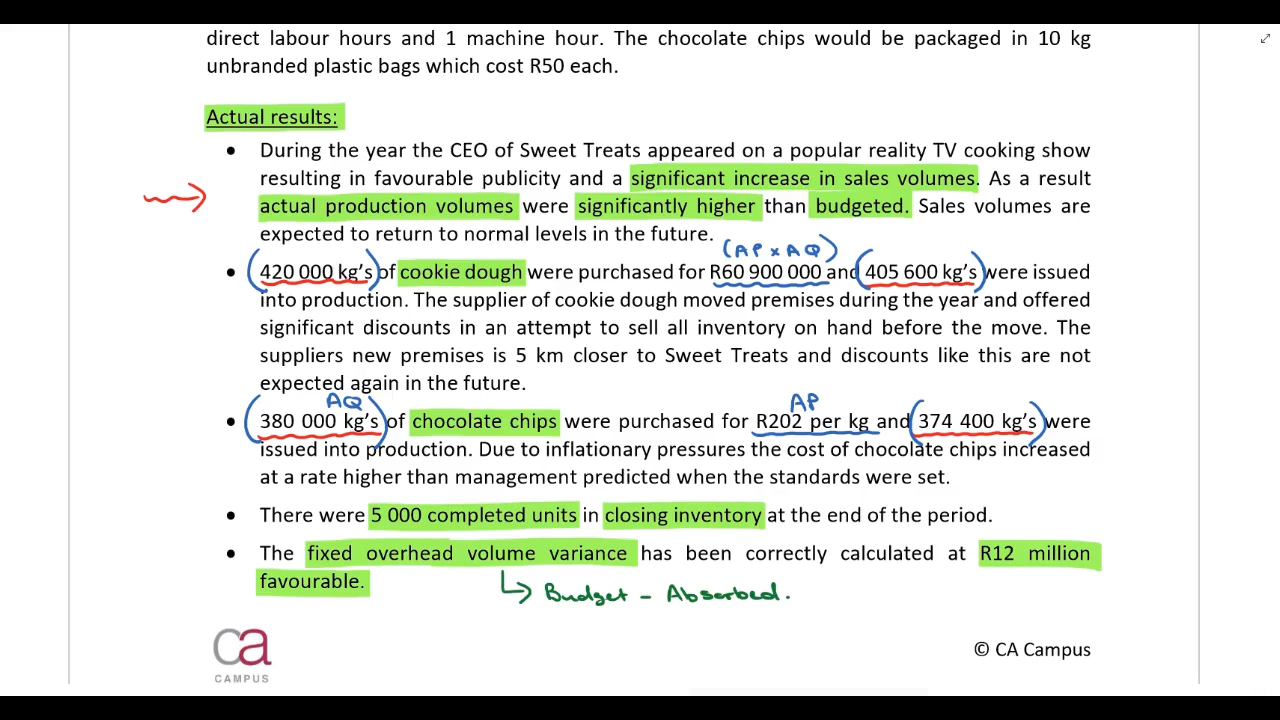 direct labour hours and 1 machine hour. The chocolate chips would be packaged in 10 kg
unbranded plastic bags which cost R50 each.
Actual results:
• During the year the CEO of Sweet Treats appeared on a popular reality TV cooking show
resulting in favourable publicity and a significant increase in sales volumes. As a result
actual production volumes were significantly higher than budgeted. Sales volumes are
expected to return to normal levels in the future.
(AP x AQ)
• 420 000 kg's of cookie dough were purchased for R60 900 000 and 405 600 kg's were issued
into production. The supplier of cookie dough moved premises during the year and offered
significant discounts in an attempt to sell all inventory on hand before the move. The
suppliers new premises is 5 km closer to Sweet Treats and discounts like this are not
expected again in the future.
AQ AP
• 380 000 kg's of chocolate chips were purchased for R202 per kg and 374 400 kg's were
issued into production. Due to inflationary pressures the cost of chocolate chips increased
at a rate higher than management predicted when the standards were set.
• There were 5 000 completed units in closing inventory at the end of the period.
• The fixed overhead volume variance has been correctly calculated at R12 million
favourable.
Budget - Absorbed.
ca
CAMPUS
© CA Campus